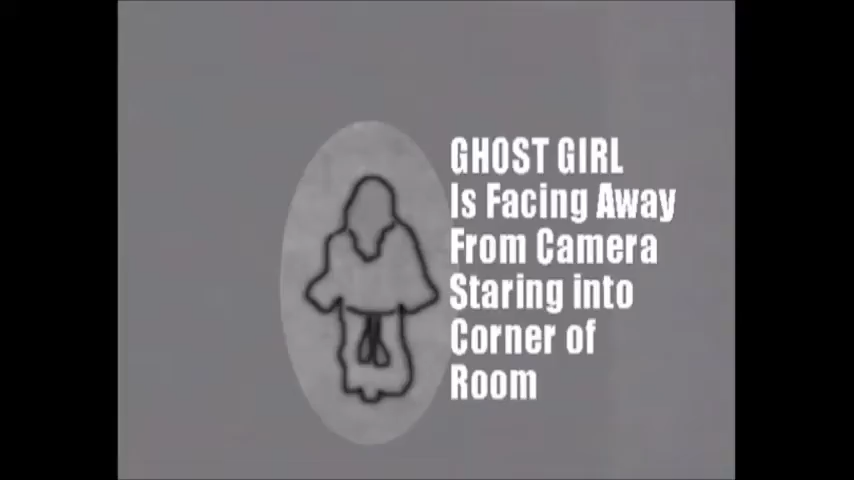 GHOST GIRL
Is Facing Away
From Camera
Staring into
Corner of
Room